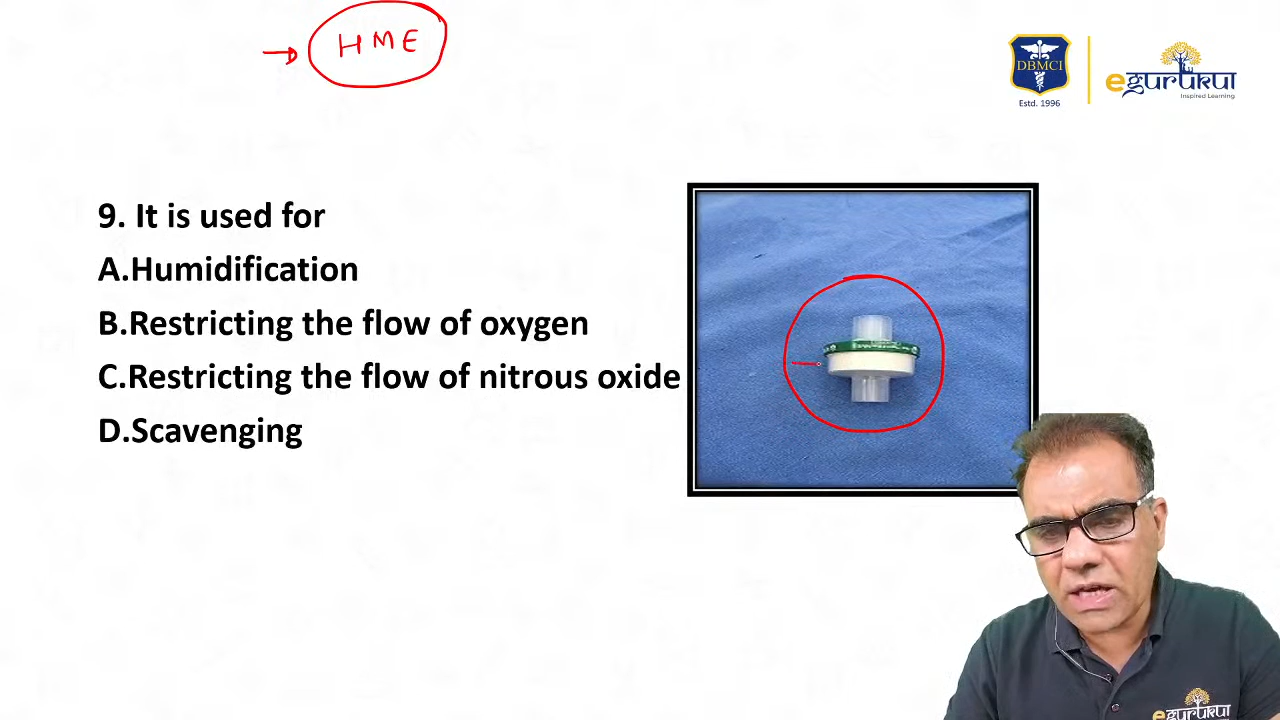 HME
DBMCI
Estd. 1996
egurukul
Inspired Learning
9. It is used for
A.Humidification
B.Restricting the flow of oxygen
C.Restricting the flow of nitrous oxide
D.Scavenging
egurukul